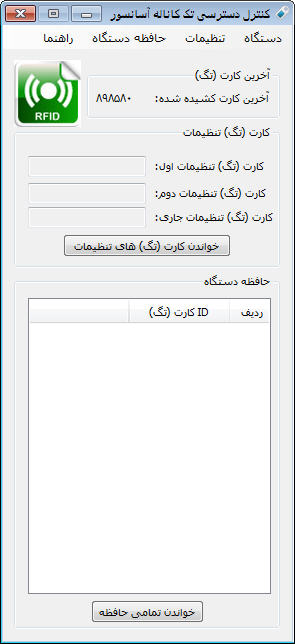 کنترل دسترسی تک کاناله آسانسور
دستگاه تنظیمات حافظه دستگاه راهنما
RFID
آخرین کارت (تگ)
آخرین کارت کشیده شده: ۸۹۸۵۸۰
کارت (تگ) تنظیمات
کارت (تگ) تنظیمات اول:
کارت (تگ) تنظیمات دوم:
کارت (تگ) تنظیمات جاری:
خواندن کارت (تگ) های تنظیمات
حافظه دستگاه
ردیف ID کارت (تگ)
خواندن تمامی حافظه